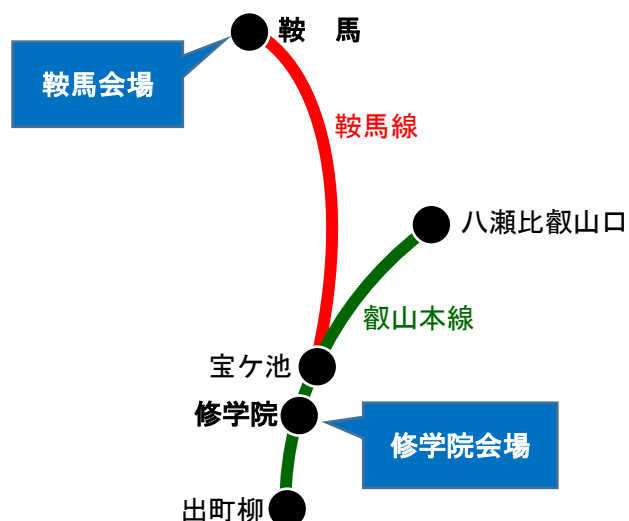 鞍　馬
鞍馬会場
鞍馬線
八瀬比叡山口
叡山本線
宝ケ池
修学院
修学院会場
出町柳